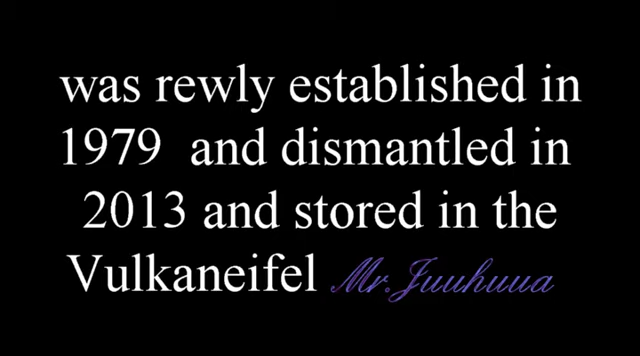 was rewly established in
1979 and dismantled in
2013 and stored in the
Vulkaneifel Mr.Juuhuua